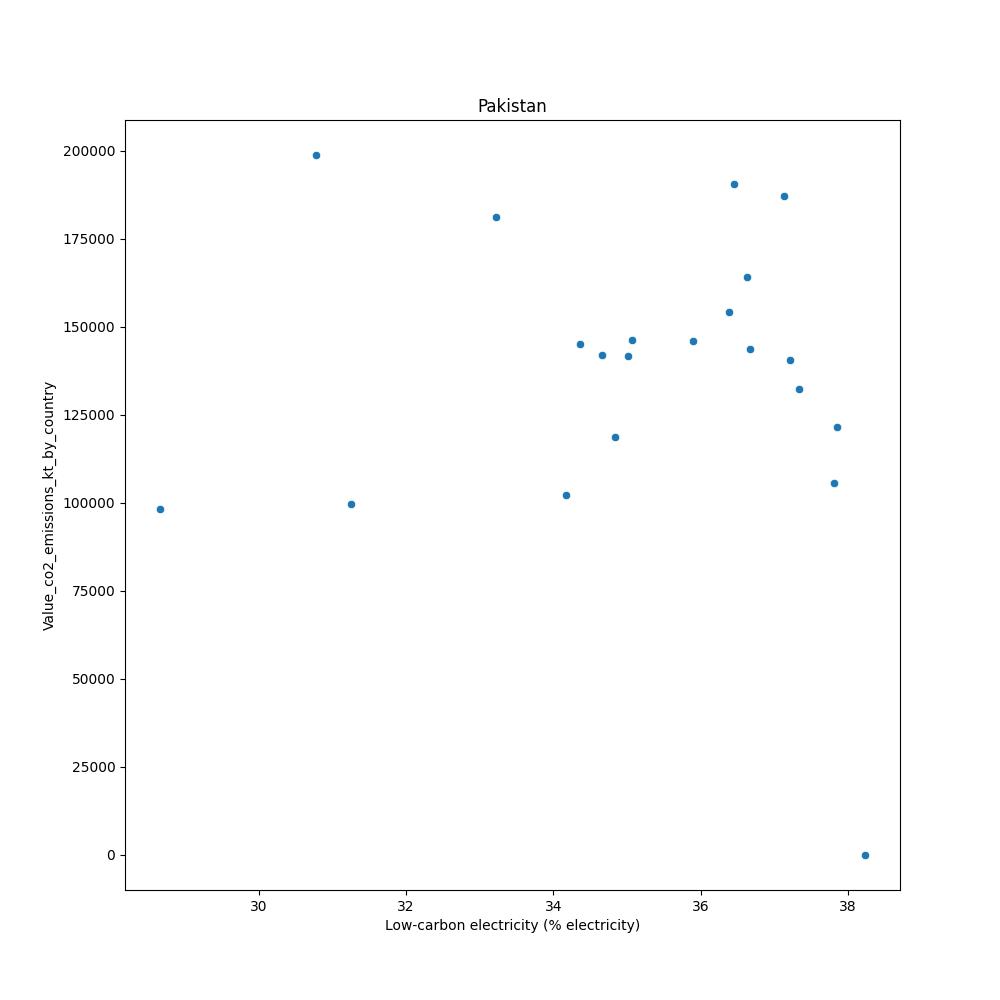 Pakistan
200000
175000
150000
125000
100000
75000
50000
25000
0
Value_co2_emissions_kt_by_country
30 32 34 36 38
Low-carbon electricity (% electricity)